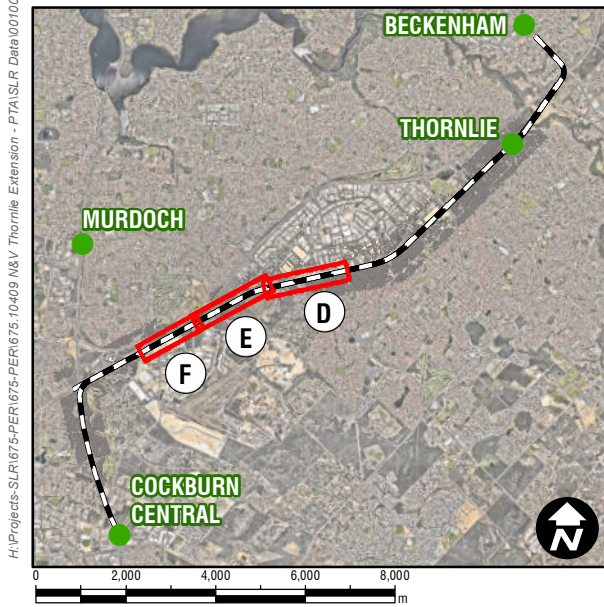 BECKENHAM
THORNLIE
MURDOCH
D
E
F
COCKBURN
CENTRAL
N
0 2,000 4,000 6,000 8,000
m
H:\Projects-SLR\675-PER\675-PER\675.10409 N&V Thornlie Extension - PTA\SLR Data\00100